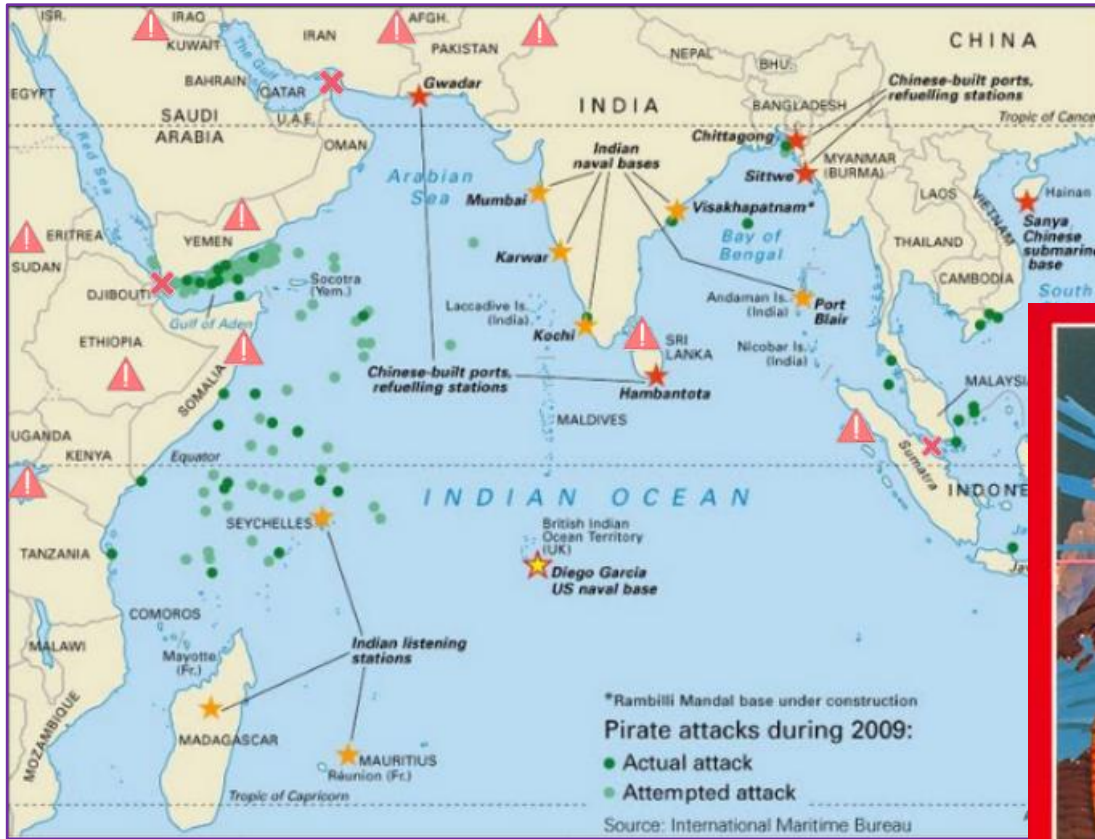 ISR.
IRAQ
KUWAIT
IRAN
AFGH.
PAKISTAN
NEPAL
BHU.
CHINA
EGYPT
BAHRAIN
The Gulf
QATAR
U.A.E.
SAUDI
ARABIA
OMAN
Red Sea
Gwadar
INDIA
BANGLADESH
Chinese-built ports,
refuelling stations
Tropic of Cance
Chittagong
Sittwe
MYANMAR
(BURMA)
LAOS
VIETNAM
THAILAND
CAMBODIA
Hainan
Sanya
Chinese
submarine
base
South
Arabian
Sea
Indian
naval bases
Mumbai
Karwar
Kochi
Visakhapatnam*
Bay of
Bengal
Andaman Is.
(India)
Port
Blair
Nicobar Is.
(India)
Laccadive Is.
(India)
SRI
LANKA
Hambantota
MALDIVES
Chinese-built ports,
refuelling stations
ERITREA
SUDAN
YEMEN
DJIBOUTI
Socotra
(Yem.)
Gulf of Aden
ETHIOPIA
SOMALIA
UGANDA
KENYA
Equator
MALAYSIA
Sumatra
INDONE
INDIAN OCEAN
SEYCHELLES
British Indian
Ocean Territory
(UK)
Diego Garcia
US naval base
TANZANIA
COMOROS
Mayotte
(Fr.)
MALAWI
MOZAMBIQUE
Indian listening
stations
MADAGASCAR
MAURITIUS
Réunion (Fr.)
Tropic of Capricorn
*Rambilli Mandal base under construction
Pirate attacks during 2009:
Actual attack
Attempted attack
Source: International Maritime Bureau